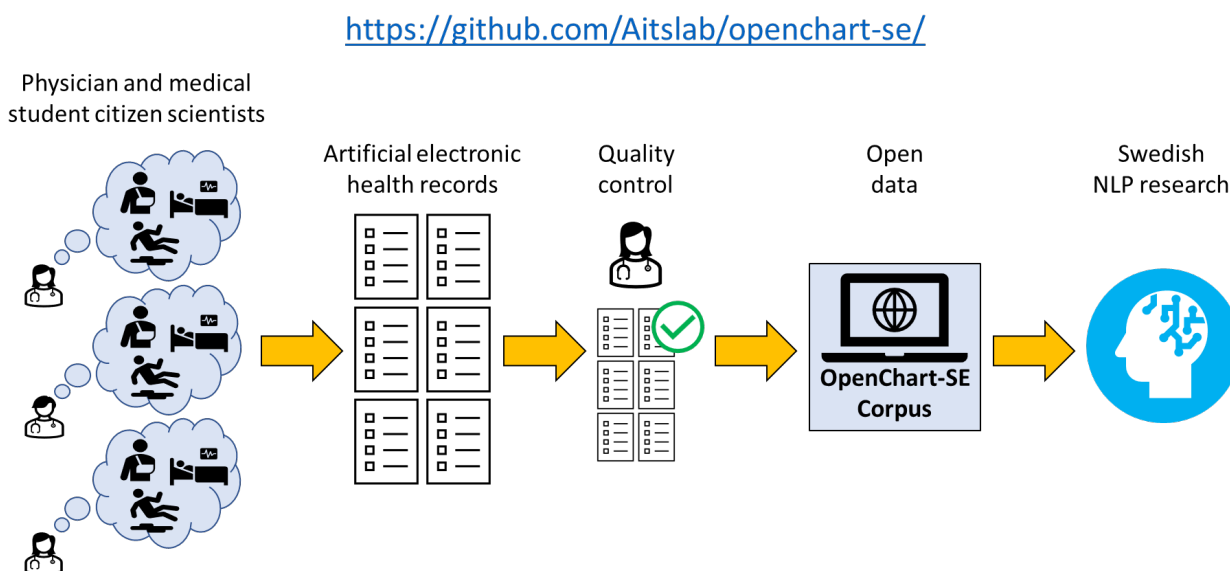 https://github.com/Aitslab/openchart-se/
Physician and medical
student citizen scientists
Artificial electronic
health records
Quality
control
Open
data
Swedish
NLP research
OpenChart-SE
Corpus